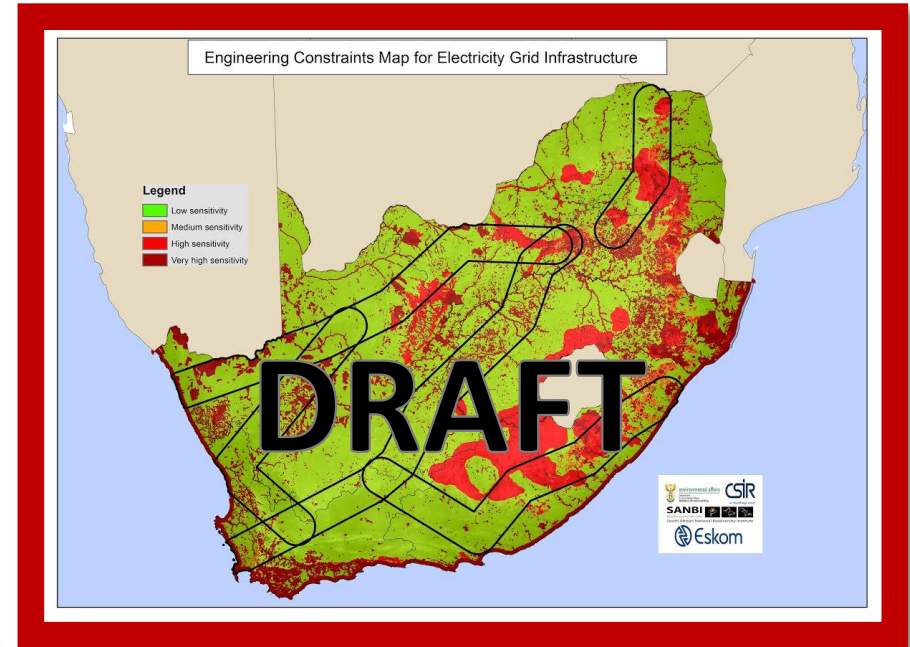 Engineering Constraints Map for Electricity Grid Infrastructure
Legend
Low sensitivity
Medium sensitivity
High sensitivity
Very high sensitivity
DRAFT
environmental affairs
CSIR
SANBI
South African National Biodiversity Institute
Eskom